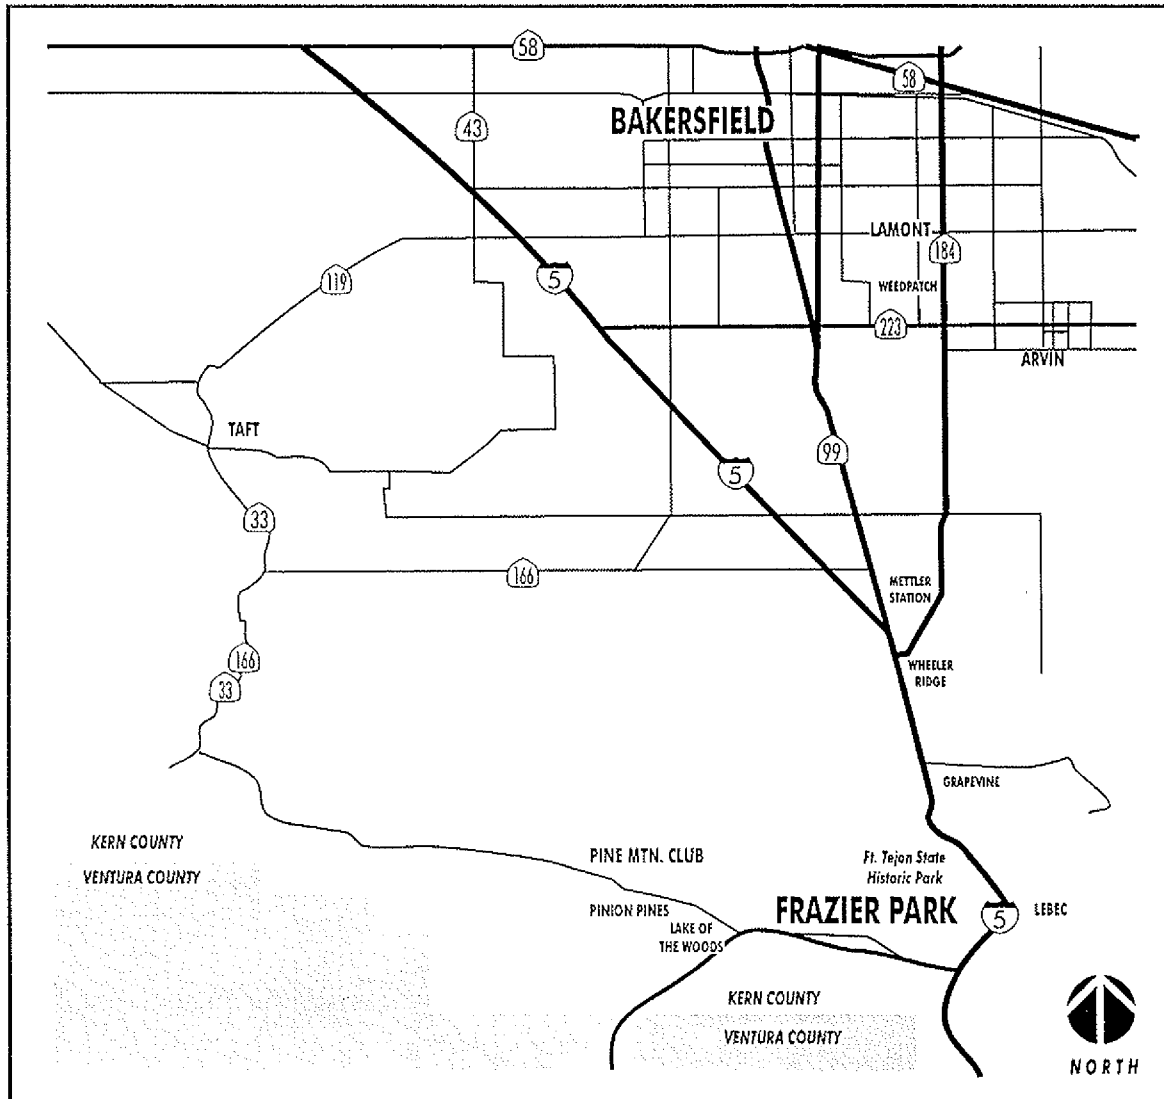 58
58
43
BAKERSFIELD
LAMONT
184
119
5
WEEDPATCH
223
ARVIN
TAFT
99
5
33
166
METTLER
STATION
166
WHEELER
RIDGE
33
GRAPEVINE
KERN COUNTY
VENTURA COUNTY
PINE MTN. CLUB
Ft. Tejon State
Historic Park
PINION PINES
FRAZIER PARK
5
LEBEC
LAKE OF
THE WOODS
KERN COUNTY
VENTURA COUNTY
NORTH